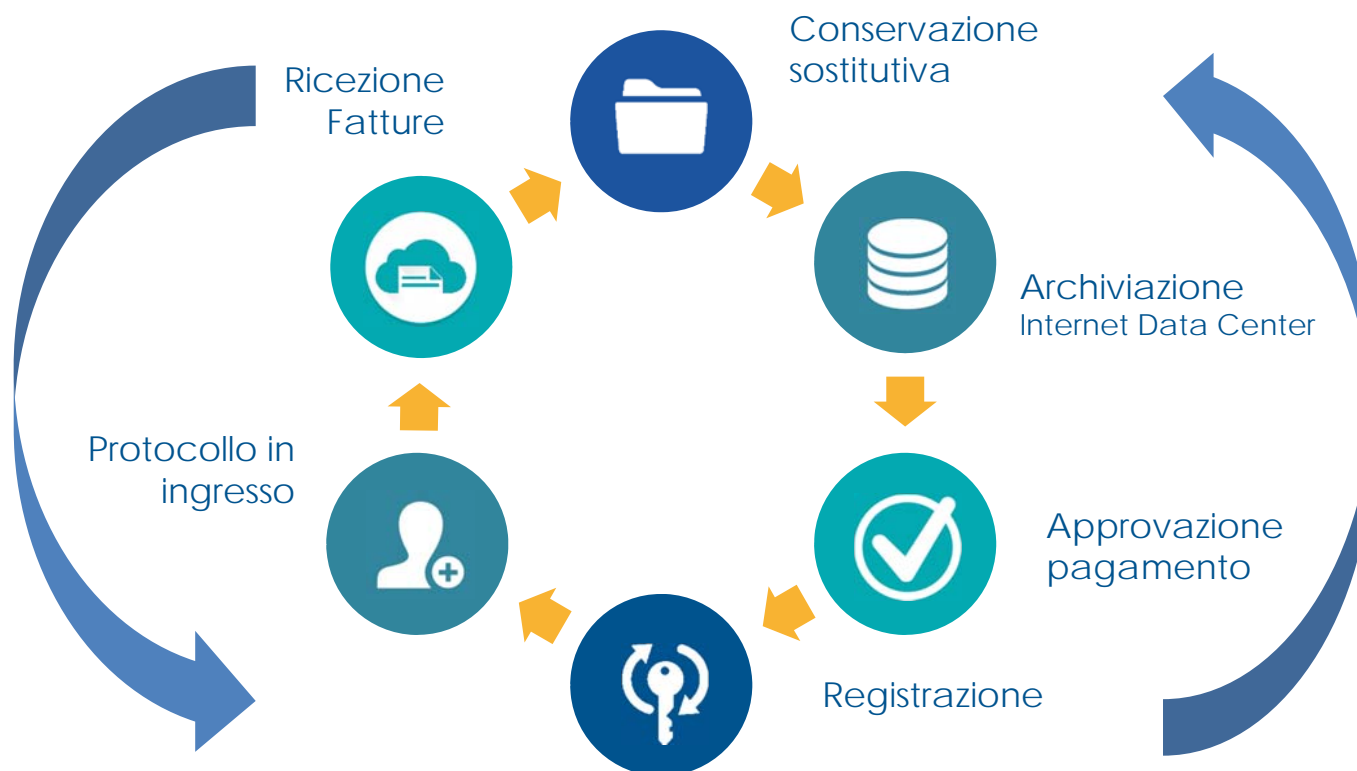 Conservazione
sostitutiva
Ricezione
Fatture
Archiviazione
Internet Data Center
Protocollo in
ingresso
Approvazione
pagamento
Registrazione